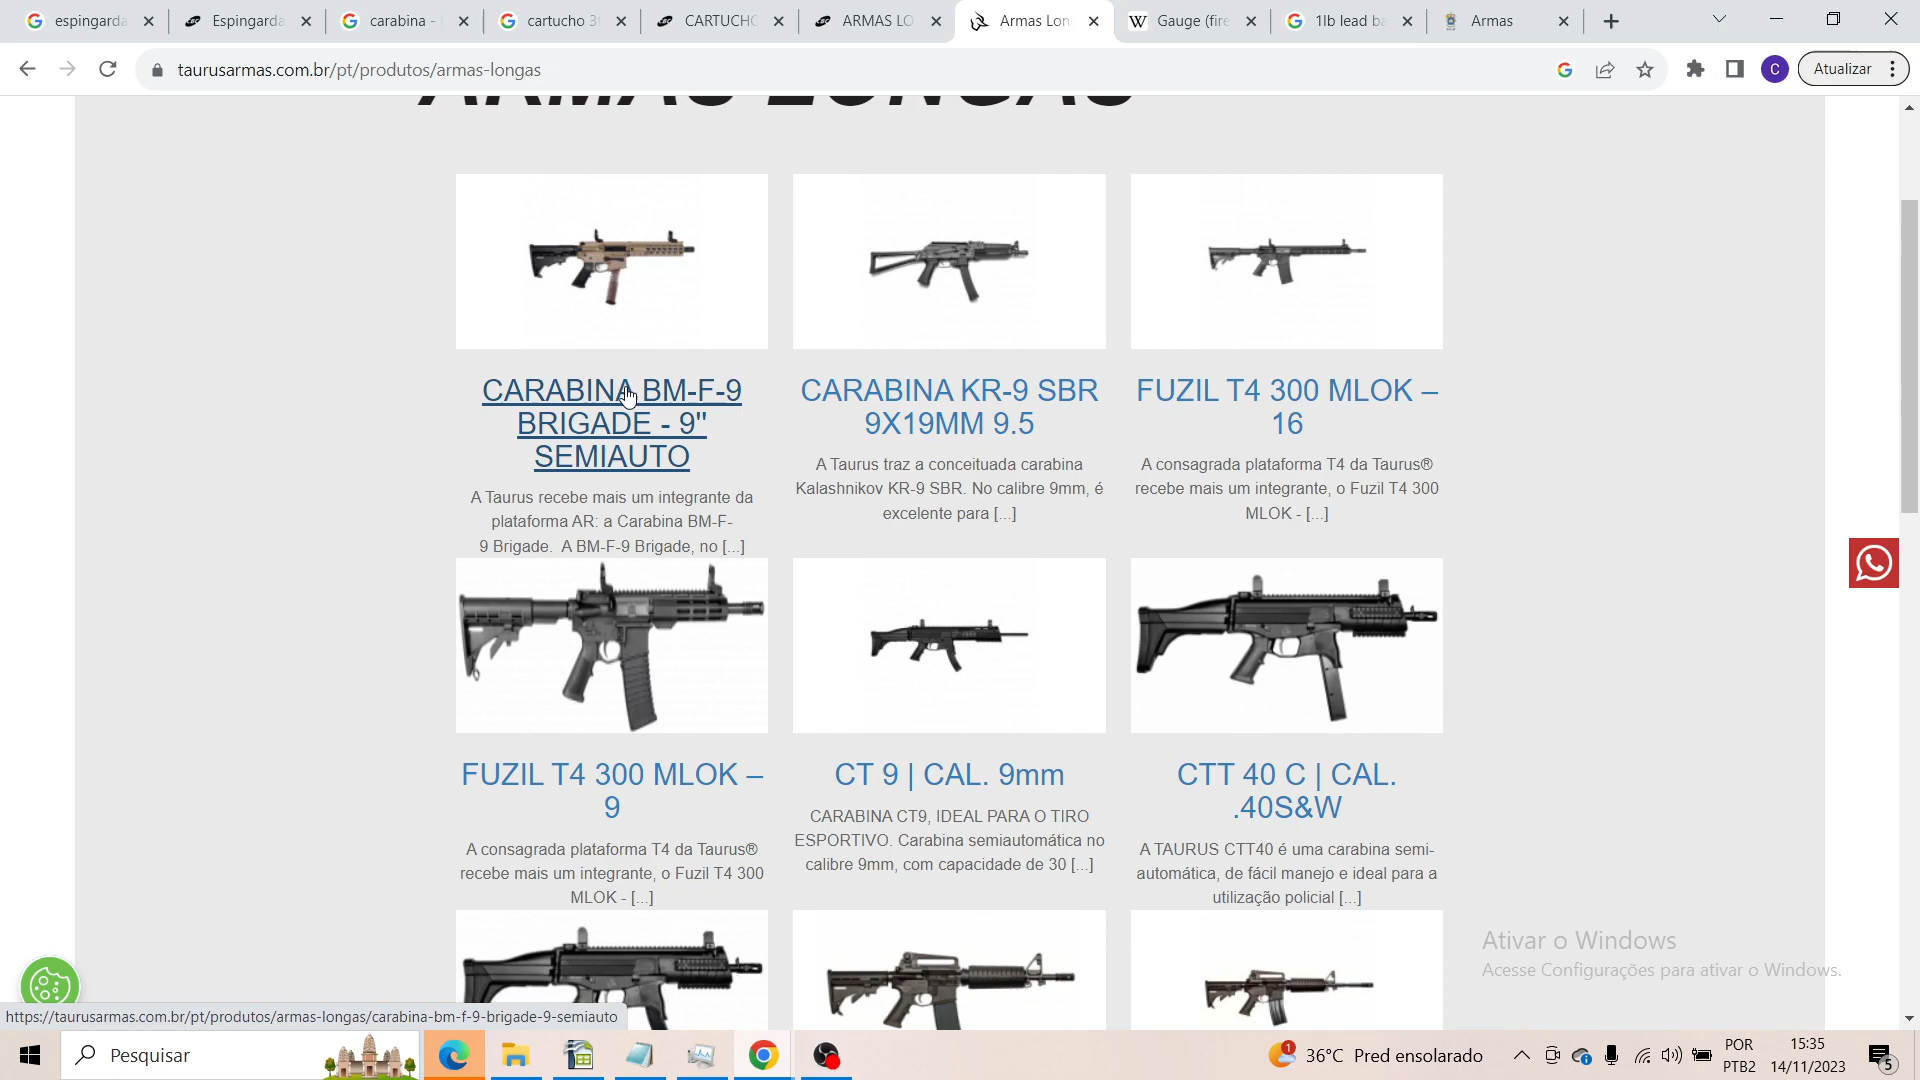 espingarda
Espingarda
carabina -
cartucho 3
CARTUCHO
ARMAS LO
Armas Lon
Gauge (fire
1lb lead ba
Armas
taurusarmas.com.br/pt/produtos/armas-longas
C
Atualizar
ARMAS LONGAS
CARABINA BM-F-9
BRIGADE - 9"
SEMIAUTO
A Taurus recebe mais um integrante da
plataforma AR: a Carabina BM-F-
9 Brigade. A BM-F-9 Brigade, no [...]
CARABINA KR-9 SBR
9X19MM 9.5
A Taurus traz a conceituada carabina
Kalashnikov KR-9 SBR. No calibre 9mm, é
excelente para [...]
FUZIL T4 300 MLOK –
16
A consagrada plataforma T4 da Taurus®
recebe mais um integrante, o Fuzil T4 300
MLOK - [...]
FUZIL T4 300 MLOK –
9
A consagrada plataforma T4 da Taurus®
recebe mais um integrante, o Fuzil T4 300
MLOK - [...]
CT 9 | CAL. 9mm
CARABINA CT9, IDEAL PARA O TIRO
ESPORTIVO. Carabina semiautomática no
calibre 9mm, com capacidade de 30 [...]
CTT 40 C | CAL.
.40S&W
A TAURUS CTT40 é uma carabina semi-
automática, de fácil manejo e ideal para a
utilização policial [...]
Ativar o Windows
Acesse Configurações para ativar o Windows.
https://taurusarmas.com.br/pt/produtos/armas-longas/carabina-bm-f-9-brigade-9-semiauto
Pesquisar
1
36°C Pred ensolarado
POR
PTB2
15:35
14/11/2023
5